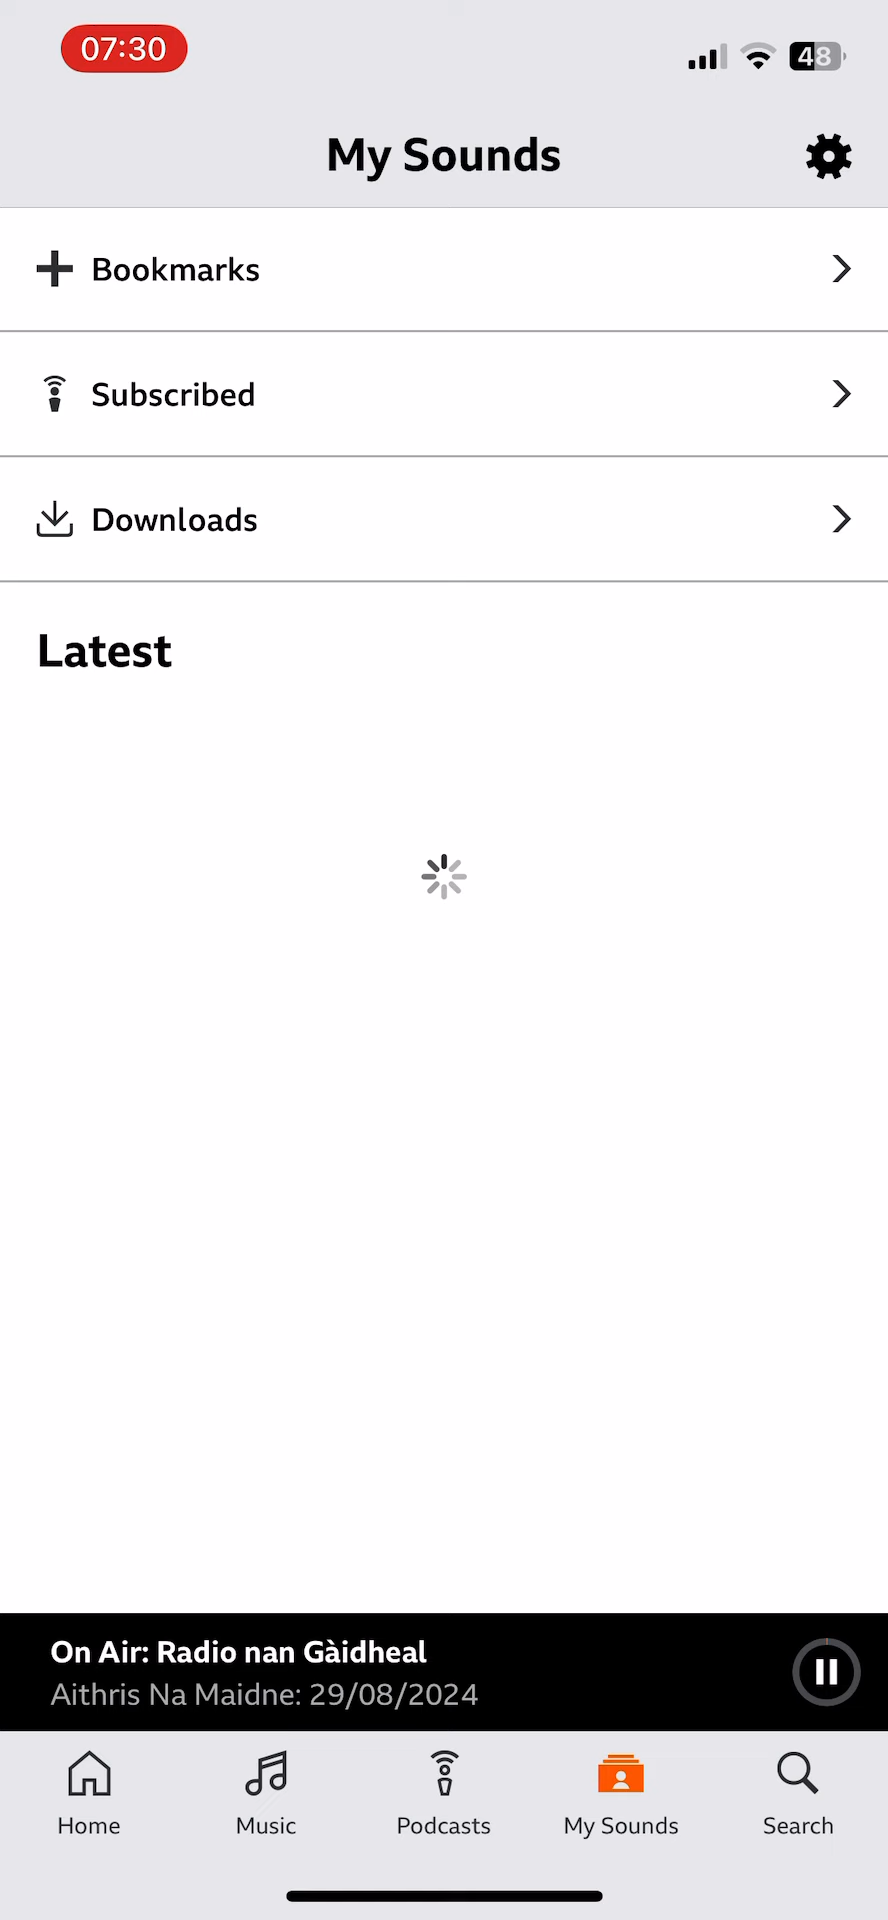 07:30
48
My Sounds
Bookmarks
Subscribed
Downloads
Latest
On Air: Radio nan Gàidheal
Aithris Na Maidne: 29/08/2024
Home
Music
Podcasts
My Sounds
Search